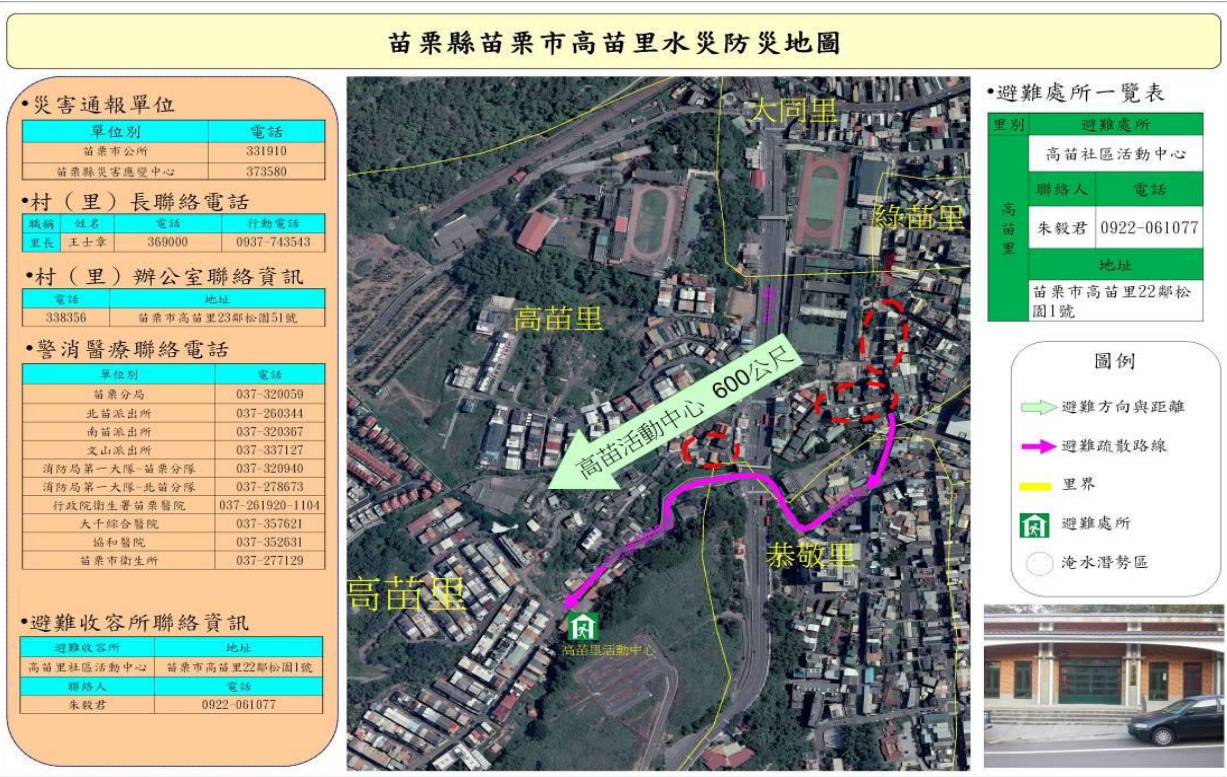 苗栗縣苗栗市高苗里水災防災地圖
•災害通報單位
單位別 電話
苗栗市公所 331910
苗栗縣災害應變中心 373580
•村（里）長聯絡電話
職稱 姓名 電話 行動電話
里長 王士章 369000 0937-743543
•村（里）辦公室聯絡資訊
電話 地址
338356 苗栗市高苗里23鄰松園51號
•警消醫療聯絡電話
單位別 電話
苗栗分局 037-320059
北苗派出所 037-260344
南苗派出所 037-320367
文山派出所 037-337127
消防局第一大隊-苗栗分隊 037-320940
消防局第一大隊-北苗分隊 037-278673
行政院衛生署苗栗醫院 037-261920-1104
大千綜合醫院 037-357621
協和醫院 037-352631
苗栗市衛生所 037-277129
•避難收容所聯絡資訊
避難收容所 地址
高苗里社區活動中心 苗栗市高苗里22鄰松園1號
聯絡人 電話
朱毅君 0922-061077
大同里
綠苗里
高苗里
高苗活動中心 600公尺
恭敬里
高苗里
高苗里活動中心
•避難處所一覽表
里別 避難處所
高苗里
高苗社區活動中心
聯絡人 電話
朱毅君 0922-061077
地址
苗栗市高苗里22鄰松
園1號
圖例
避難方向與距離
避難疏散路線
里界
避難處所
淹水潛勢區